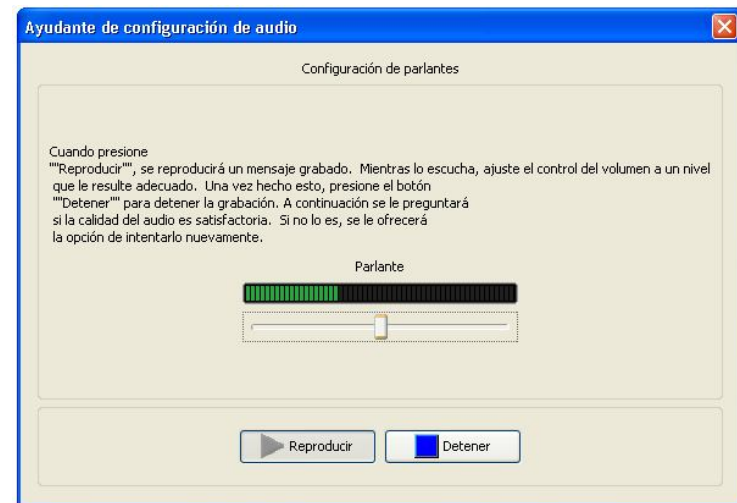 Ayudante de configuración de audio
Configuración de parlantes
Cuando presione
""Reproducir"", se reproducirá un mensaje grabado. Mientras lo escucha, ajuste el control del volumen a un nivel
que le resulte adecuado. Una vez hecho esto, presione el botón
""Detener"" para detener la grabación. A continuación se le preguntará
si la calidad del audio es satisfactoria. Si no lo es, se le ofrecerá
la opción de intentarlo nuevamente.
Parlante
Reproducir
Detener